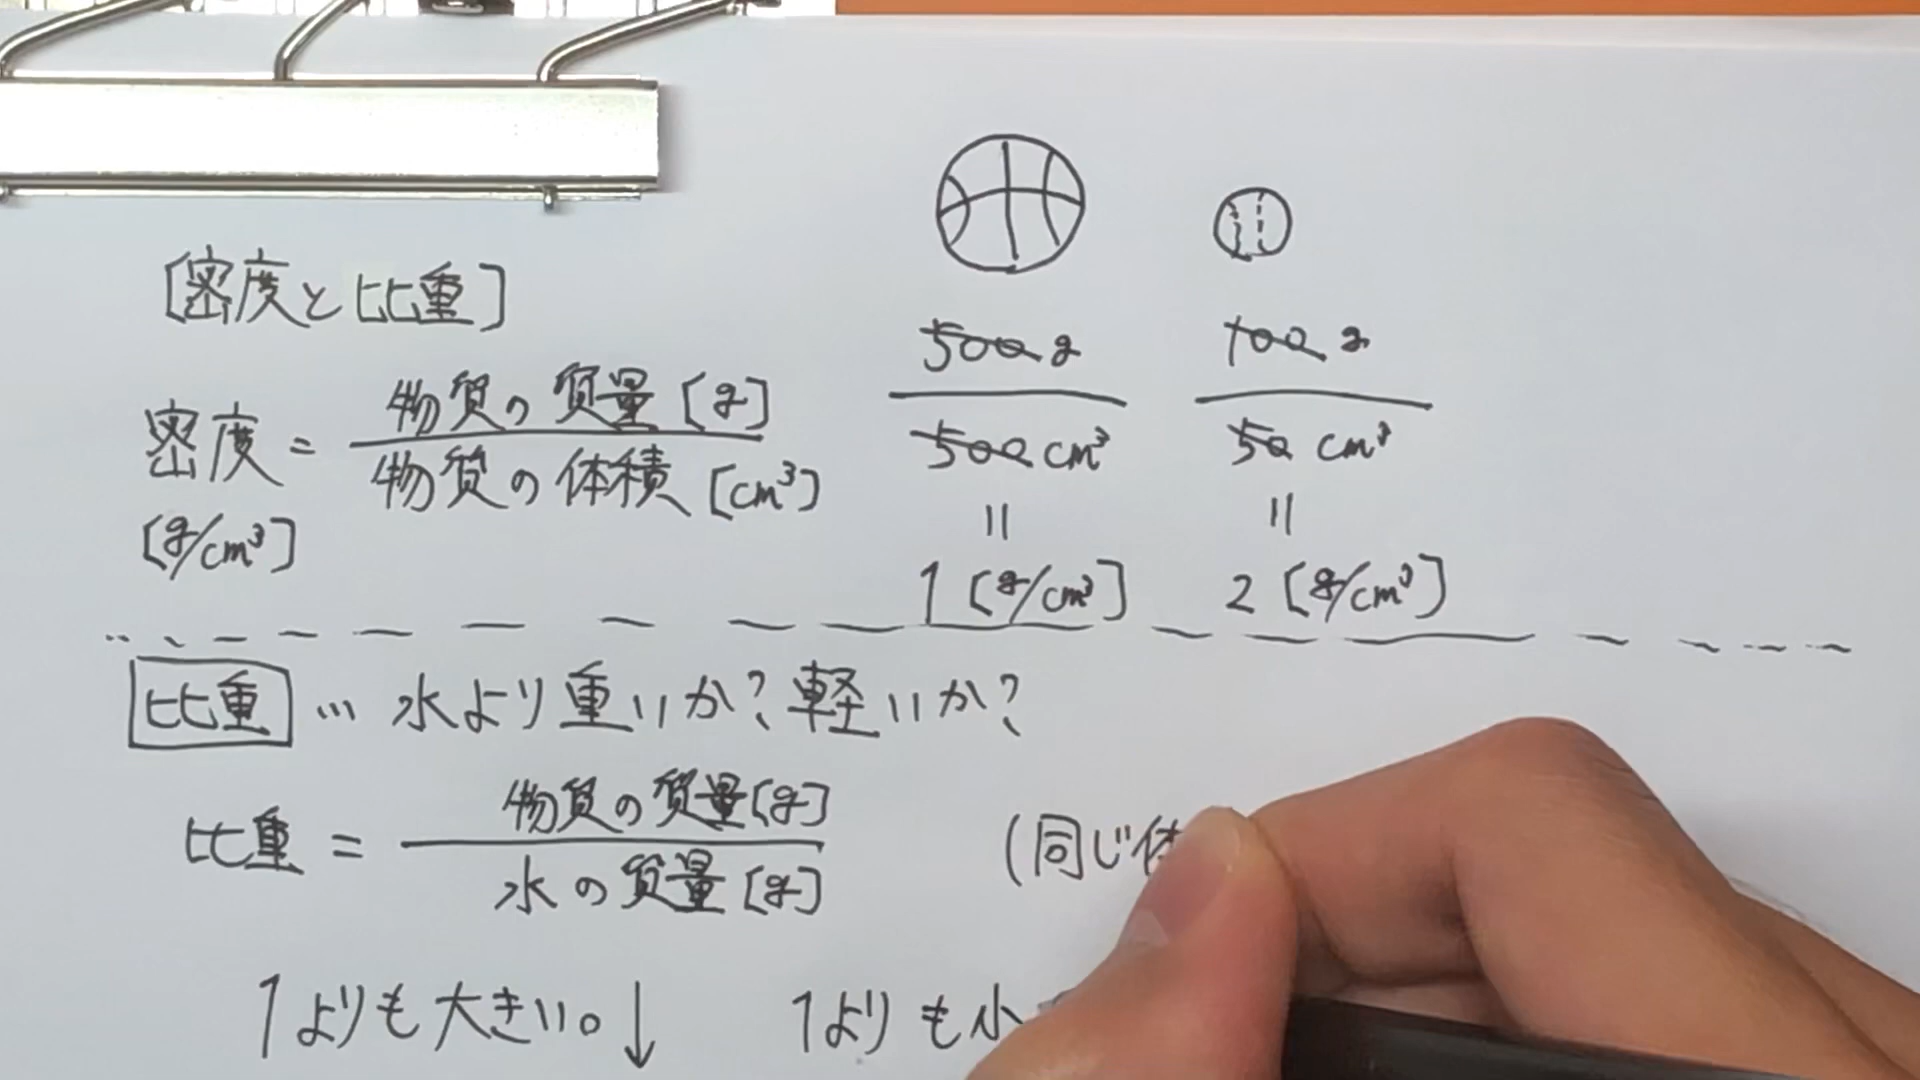 [密度と比重]
密度 = 物質の質量[g]
物質の体積[cm³]
[g/cm³]
500g
500cm³
=
1[g/cm³]
100g
50cm³
=
2[g/cm³]
比重…水より重いか?軽いか?
比重 = 物質の質量[g]
水の質量[g]
(同じ体
1よりも大きい。↓
1よりも小